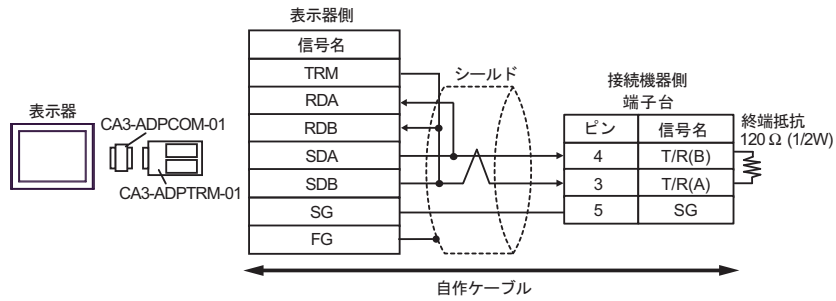 表示器側
信号名
TRM
RDA
RDB
SDA
SDB
SG
FG
表示器
CA3-ADPCOM-01
CA3-ADPTRM-01
シールド
接続機器側
端子台
ピン 信号名
4 T/R(B)
3 T/R(A)
5 SG
終端抵抗
120 Ω (1/2W)
自作ケーブル